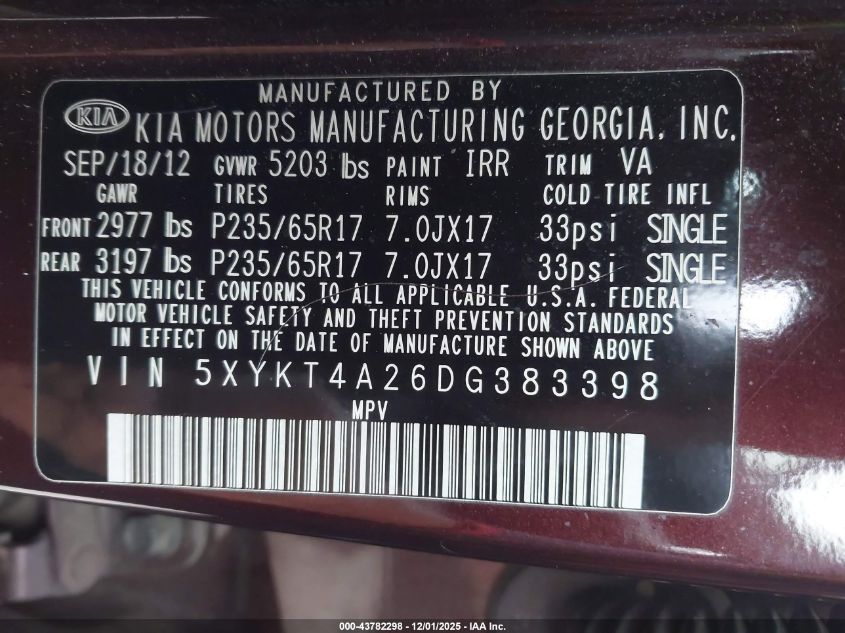 MANUFACTURED BY
KIA KIA MOTORS MANUFACTURING GEORGIA, INC.
SEP/18/12 GVWR 5203 lbs PAINT IRR TRIM VA
GAWR TIRES RIMS COLD TIRE INFL
FRONT 2977 lbs P235/65R17 7.0JX17 33psi SINGLE
REAR 3197 lbs P235/65R17 7.0JX17 33psi SINGLE
THIS VEHICLE CONFORMS TO ALL APPLICABLE U.S.A. FEDERAL
MOTOR VEHICLE SAFETY AND THEFT PREVENTION STANDARDS
IN EFFECT ON THE DATE OF MANUFACTURE SHOWN ABOVE
VIN 5XYKT4A26DG383398
MPV
000-43782298 - 12/01/2025 - IAA Inc.